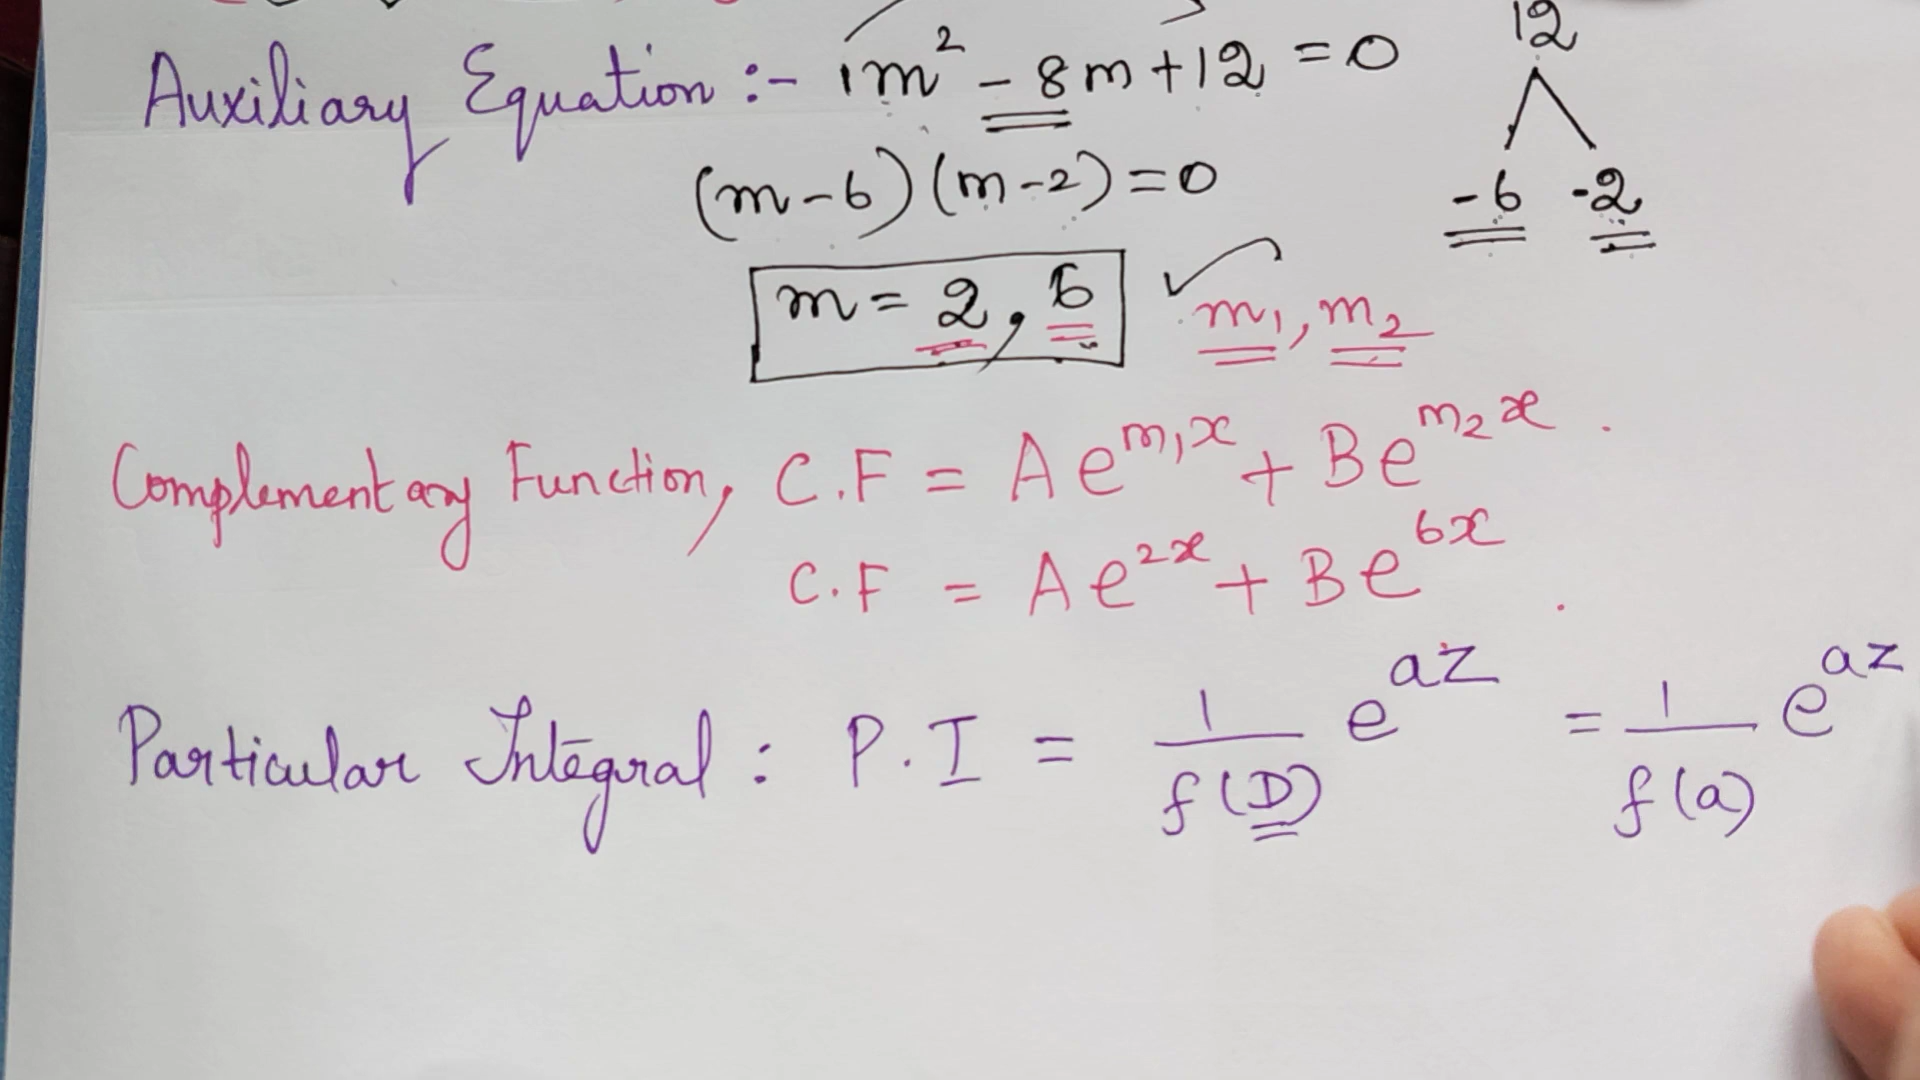 Auxiliary Equation :- 1m² - 8m + 12 = 0
12
-6 -2
(m-6)(m-2) = 0
m = 2, 6
m₁, m₂
Complementary Function, C.F = Ae^{m₁x} + Be^{m₂x}.
C.F = Ae^{2x} + Be^{6x}.
Particular Integral : P.I = 1/f(D) e^{az} = 1/f(a) e^{az}